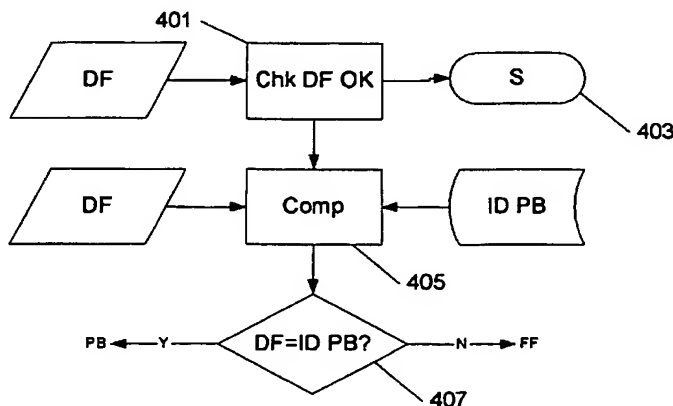 401
DF
Chk DF OK
S
403
DF
Comp
ID PB
405
PB
Y
DF=ID PB?
N
FF
407